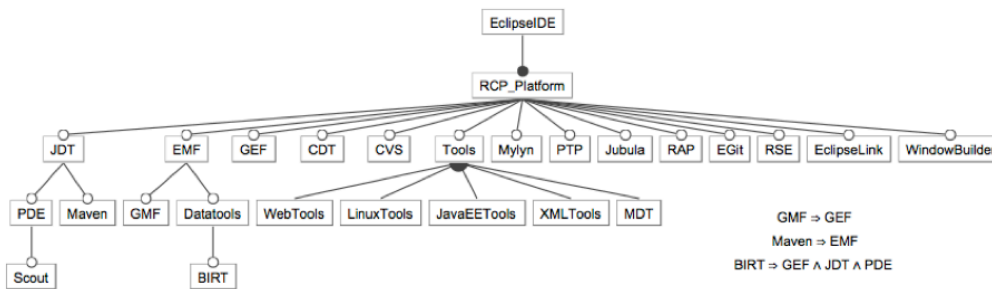 EclipseIDE
RCP_Platform
JDT EMF GEF CDT CVS Tools Mylyn PTP Jubula RAP EGit RSE EclipseLink WindowBuilder
PDE Maven GMF Datatools WebTools LinuxTools JavaEETools XMLTools MDT
GMF ⇒ GEF
Maven ⇒ EMF
Scout BIRT BIRT ⇒ GEF ∧ JDT ∧ PDE